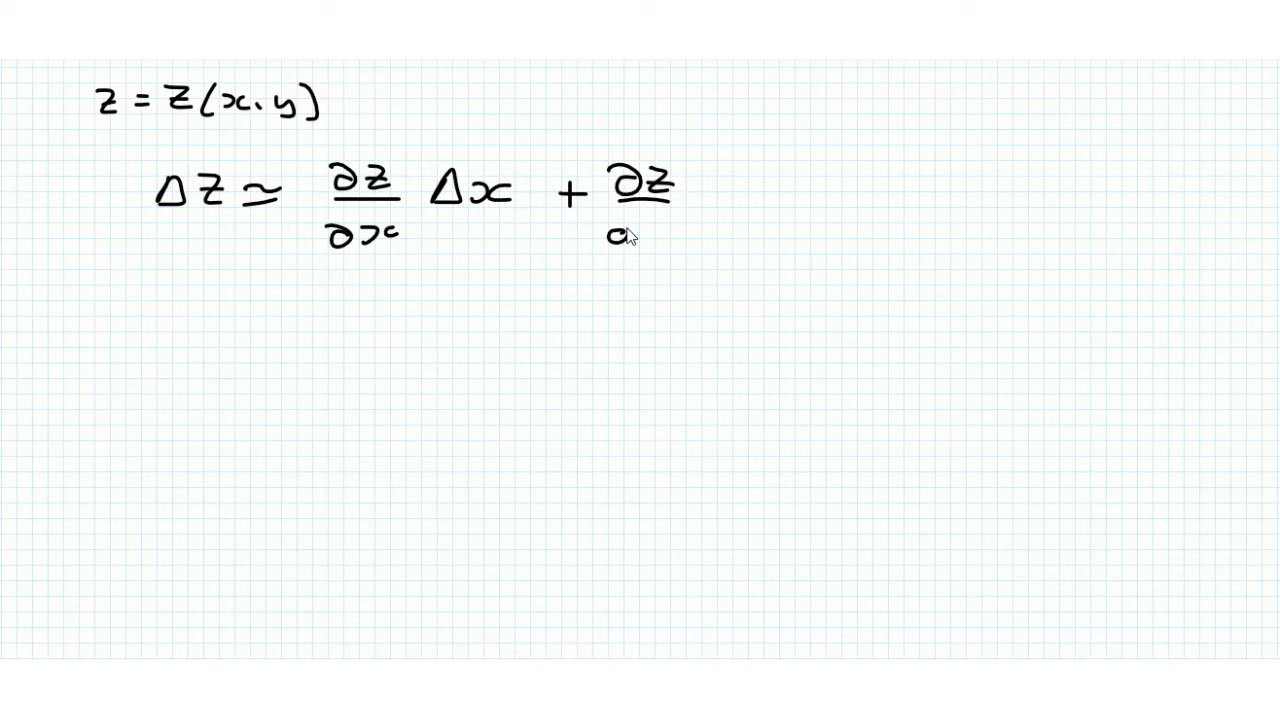 z = z(x, y)
Δz ≃ ∂z/∂x Δx + ∂z/